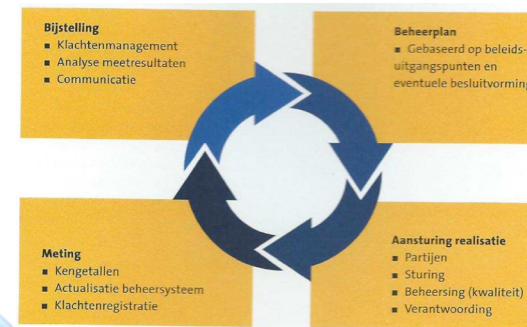 Bijstelling
▪ Klachtenmanagement
▪ Analyse meetresultaten
▪ Communicatie
Beheerplan
▪ Gebaseerd op beleids-
uitgangspunten en
eventuele besluitvorming
Meting
▪ Kengetallen
▪ Actualisatie beheersysteem
▪ Klachtenregistratie
Aansturing realisatie
▪ Partijen
▪ Sturing
▪ Beheersing (kwaliteit)
▪ Verantwoording